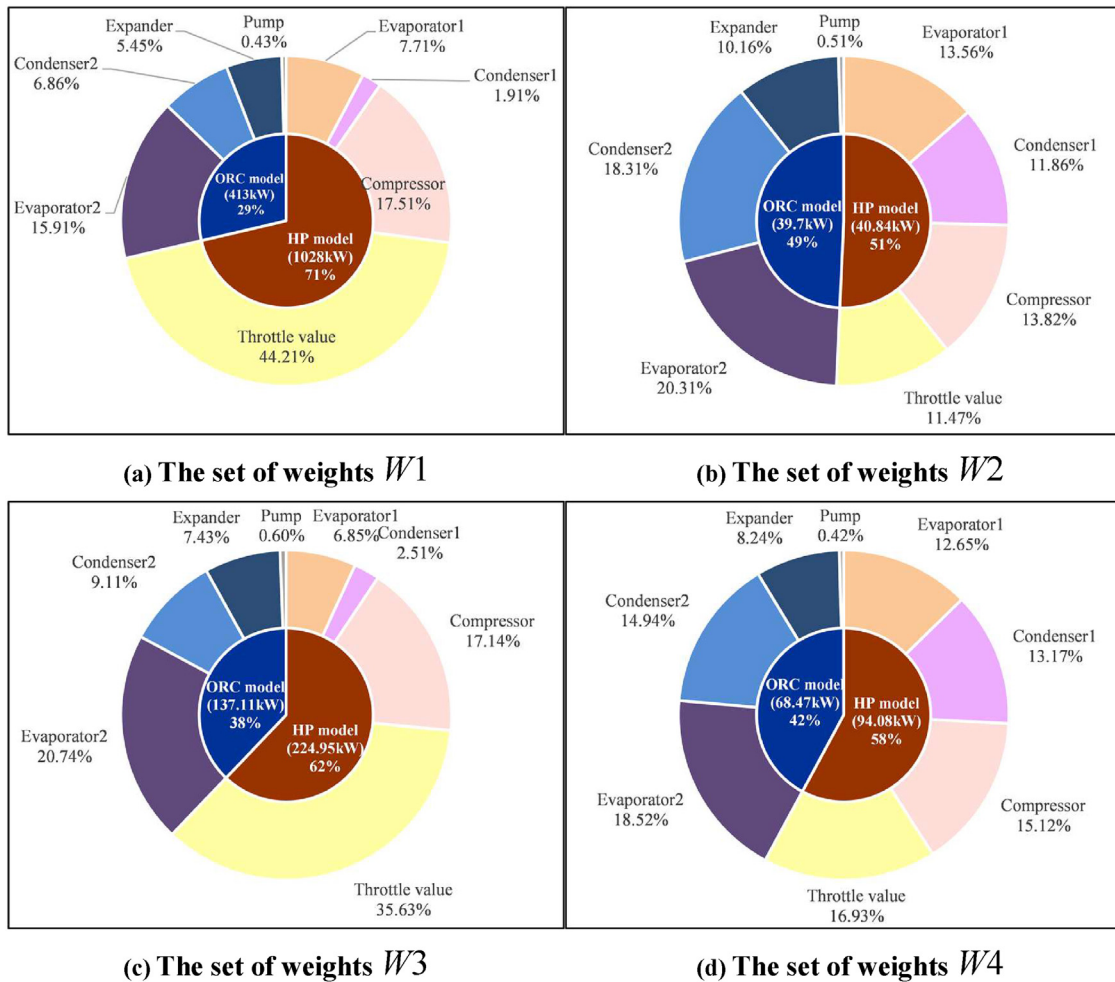 Pump
0.43%
Expander
5.45%
Evaporator1
7.71%
Condenser2
6.86%
Condenser1
1.91%
ORC model
(413kW)
29%
Compressor
17.51%
Evaporator2
15.91%
HP model
(1028kW)
71%
Throttle value
44.21%
(a) The set of weights W1
Pump
0.51%
Expander
10.16%
Evaporator1
13.56%
Condenser2
18.31%
Condenser1
11.86%
ORC model
(39.7kW)
49%
HP model
(40.84kW)
51%
Compressor
13.82%
Evaporator2
20.31%
Throttle value
11.47%
(b) The set of weights W2
Expander
7.43%
Pump
0.60%
Evaporator1
6.85%
Condenser1
2.51%
Condenser2
9.11%
Compressor
17.14%
ORC model
(137.11kW)
38%
HP model
(224.95kW)
62%
Evaporator2
20.74%
Throttle value
35.63%
(c) The set of weights W3
Expander
8.24%
Pump
0.42%
Evaporator1
12.65%
Condenser2
14.94%
Condenser1
13.17%
ORC model
(68.47kW)
42%
HP model
(94.08kW)
58%
Evaporator2
18.52%
Compressor
15.12%
Throttle value
16.93%
(d) The set of weights W4